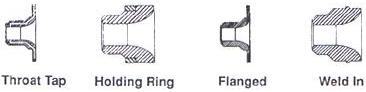 Throat Tap
Holding Ring
Flanged
Weld In